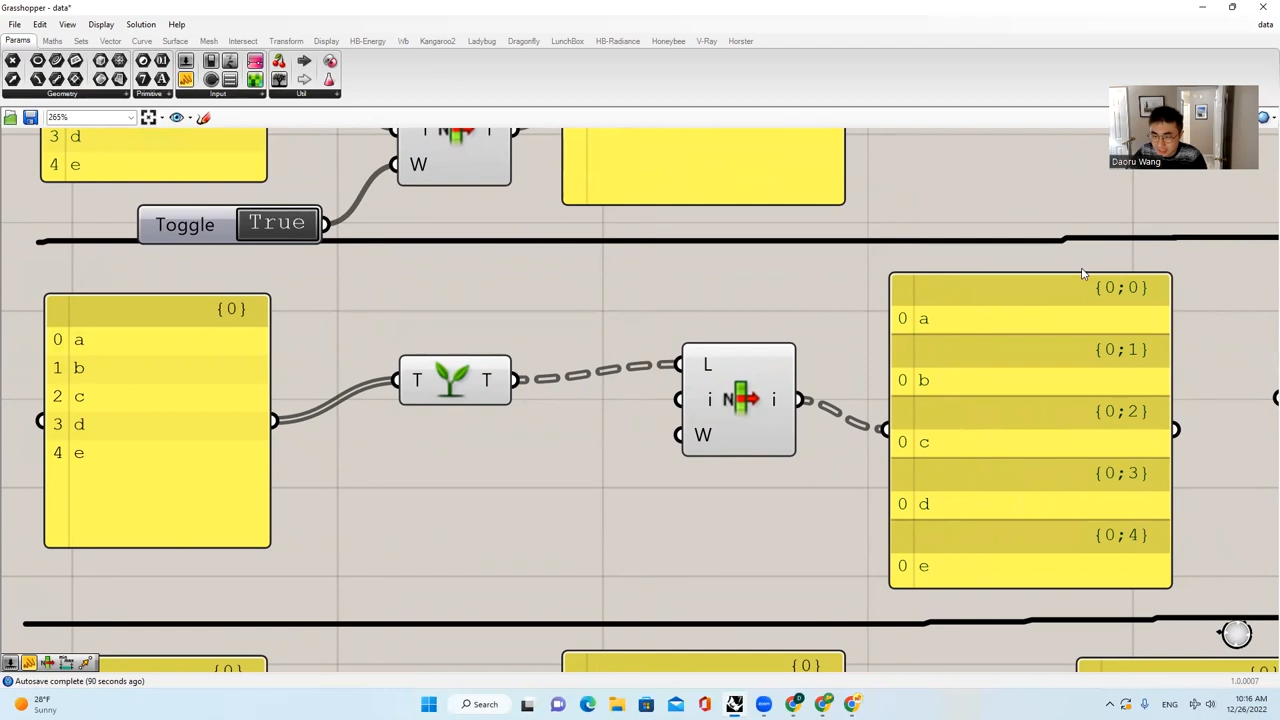 Grasshopper - data*
File Edit View Display Solution Help
data
Params Maths Sets Vector Curve Surface Mesh Intersect Transform Display HB-Energy Wb Kangaroo2 Ladybug Dragonfly LunchBox HB-Radiance Honeybee V-Ray Horster
Geometry Primitive Input Util
265%
Daoru Wang
3 d
4 e
W
Toggle True
{0}
0 a
1 b
2 c
3 d
4 e
T T
L
i N i
W
{0;0}
0 a
{0;1}
0 b
{0;2}
0 c
{0;3}
0 d
{0;4}
0 e
{0}
Autosave complete (90 seconds ago)
1.0.0007
28°F
Sunny
Search
ENG
10:16 AM
12/26/2022